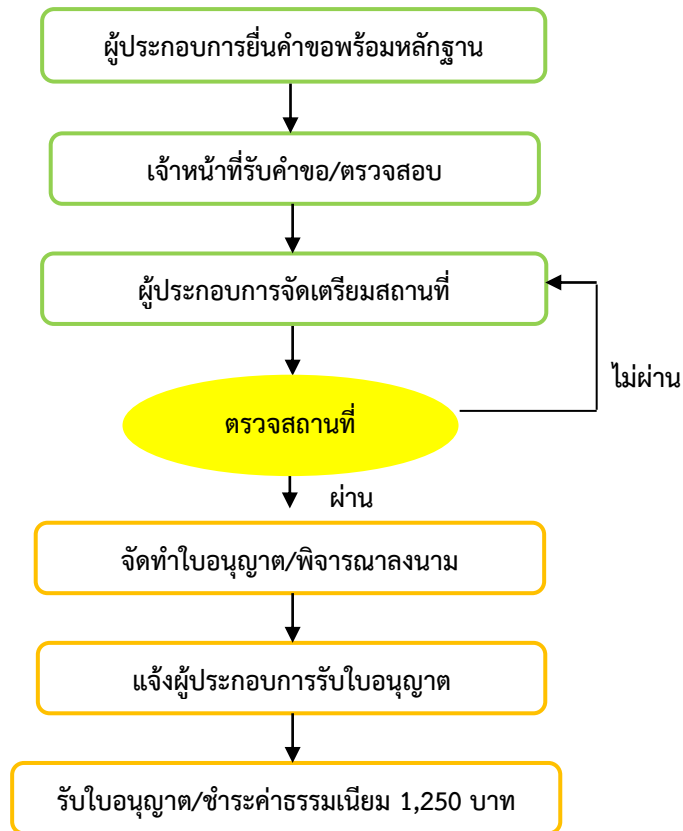 ผู้ประกอบการยื่นคำขอพร้อมหลักฐาน
เจ้าหน้าที่รับคำขอ/ตรวจสอบ
ผู้ประกอบการจัดเตรียมสถานที่
ไม่ผ่าน
ตรวจสถานที่
ผ่าน
จัดทำใบอนุญาต/พิจารณาลงนาม
แจ้งผู้ประกอบการรับใบอนุญาต
รับใบอนุญาต/ชำระค่าธรรมเนียม 1,250 บาท